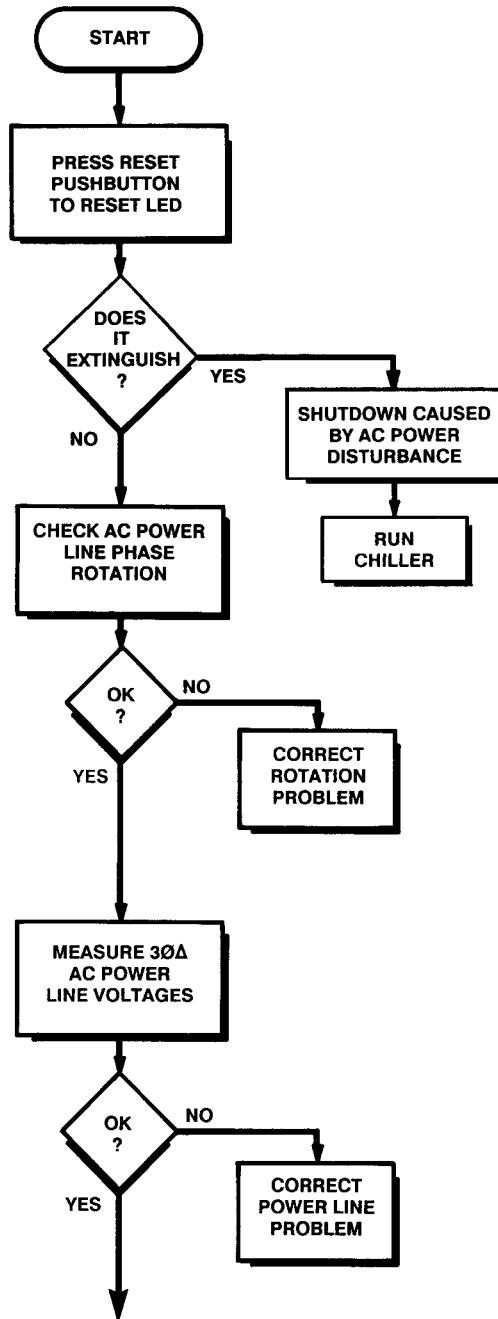 START
PRESS RESET
PUSHBUTTON
TO RESET LED
DOES
IT
EXTINGUISH
?
YES
NO
SHUTDOWN CAUSED
BY AC POWER
DISTURBANCE
RUN
CHILLER
CHECK AC POWER
LINE PHASE
ROTATION
OK
?
NO
YES
CORRECT
ROTATION
PROBLEM
MEASURE 3ØΔ
AC POWER
LINE VOLTAGES
OK
?
NO
YES
CORRECT
POWER LINE
PROBLEM